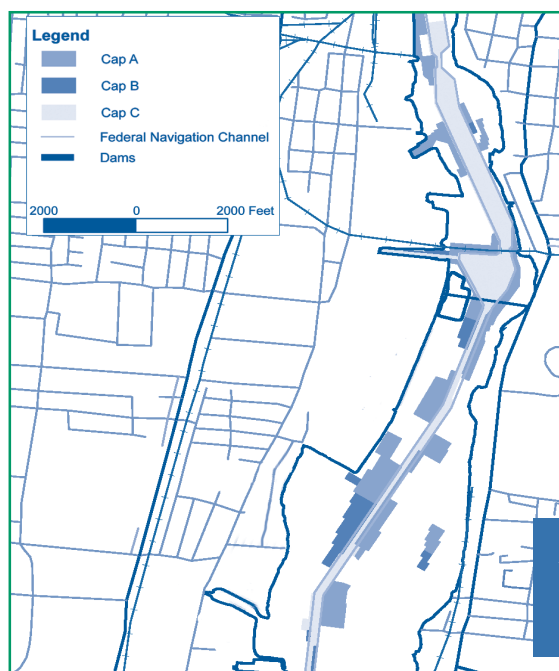 Legend
Cap A
Cap B
Cap C
Federal Navigation Channel
Dams
2000 0 2000 Feet